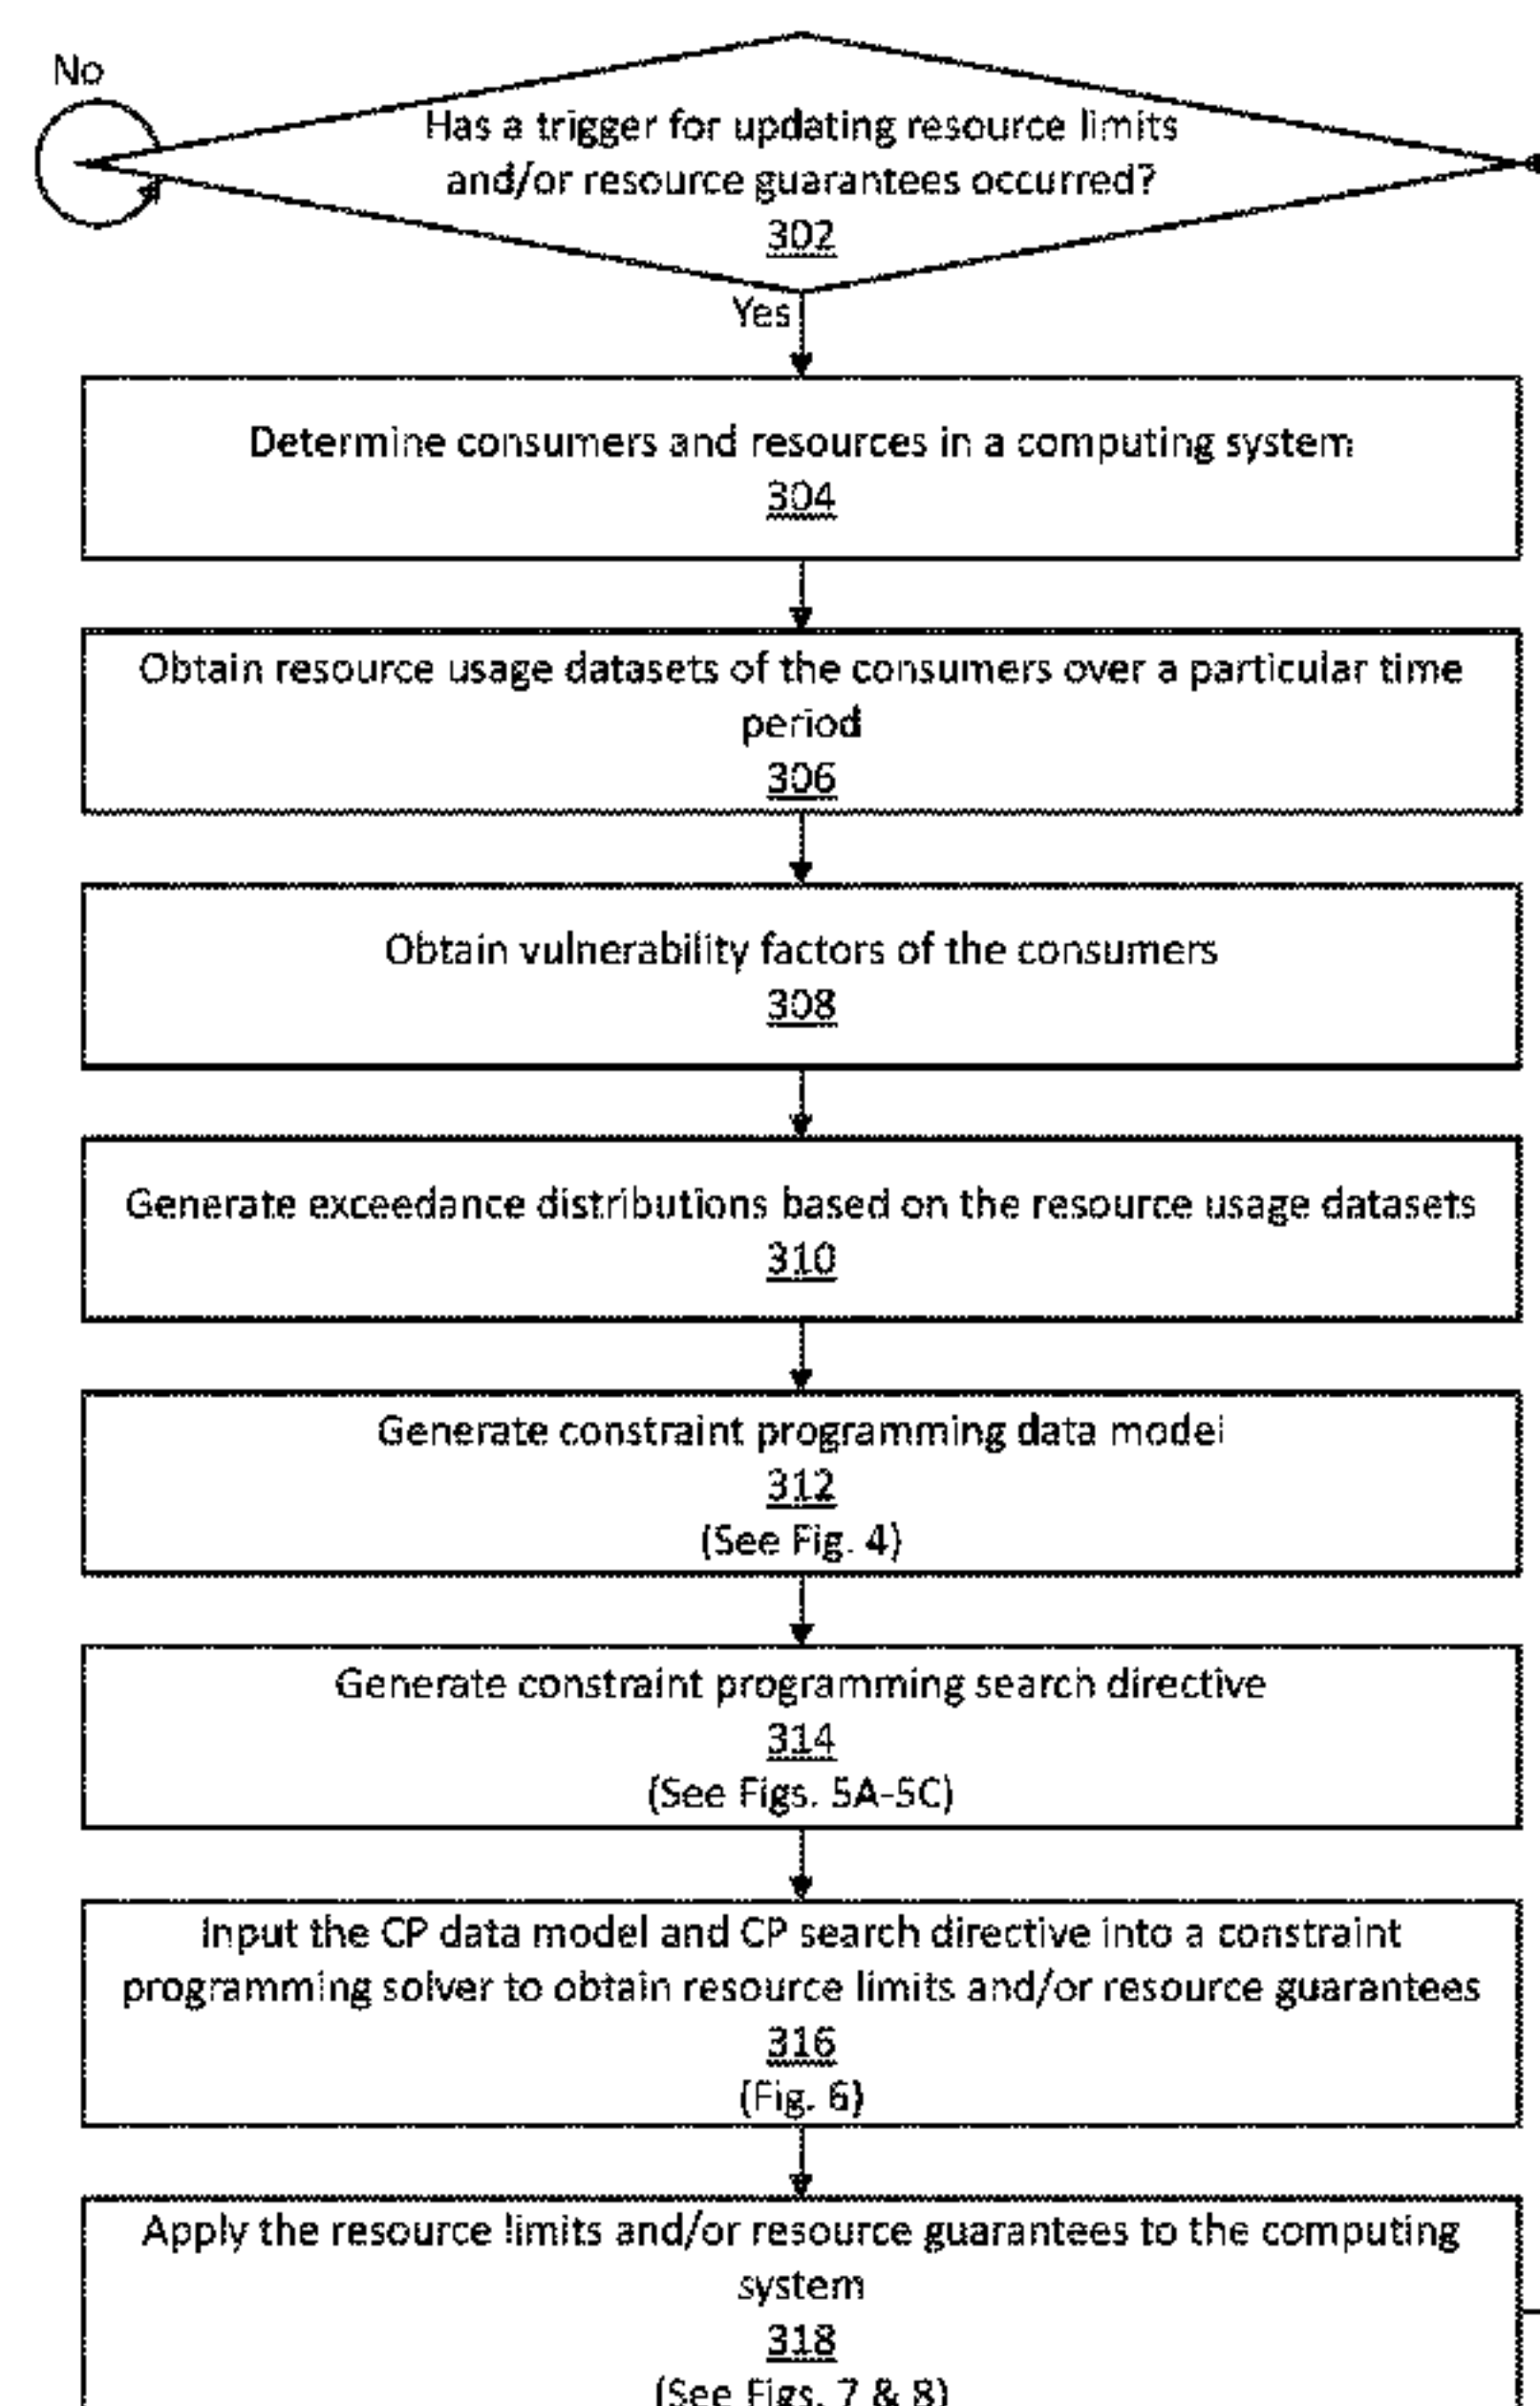 No
Has a trigger for updating resource limits
and/or resource guarantees occurred?
302
Yes
Determine consumers and resources in a computing system
304
Obtain resource usage datasets of the consumers over a particular time
period
306
Obtain vulnerability factors of the consumers
308
Generate exceedance distributions based on the resource usage datasets
310
Generate constraint programming data model
312
(See Fig. 4)
Generate constraint programming search directive
314
(See Figs. 5A-5C)
Input the CP data model and CP search directive into a constraint
programming solver to obtain resource limits and/or resource guarantees
316
(Fig. 6)
Apply the resource limits and/or resource guarantees to the computing
system
318
(See Figs. 7 & 8)